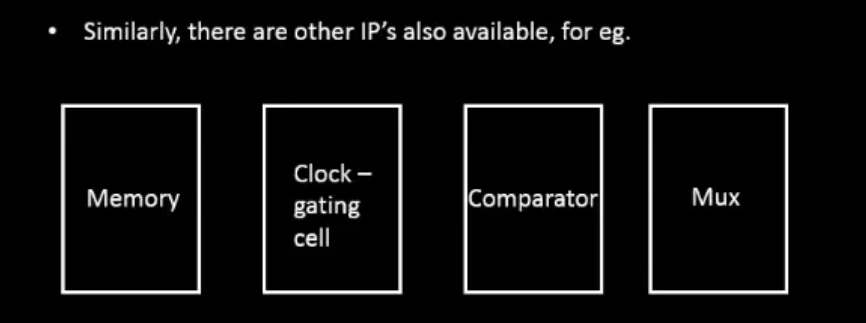 • Similarly, there are other IP’s also available, for eg.
Memory
Clock –
gating
cell
Comparator
Mux